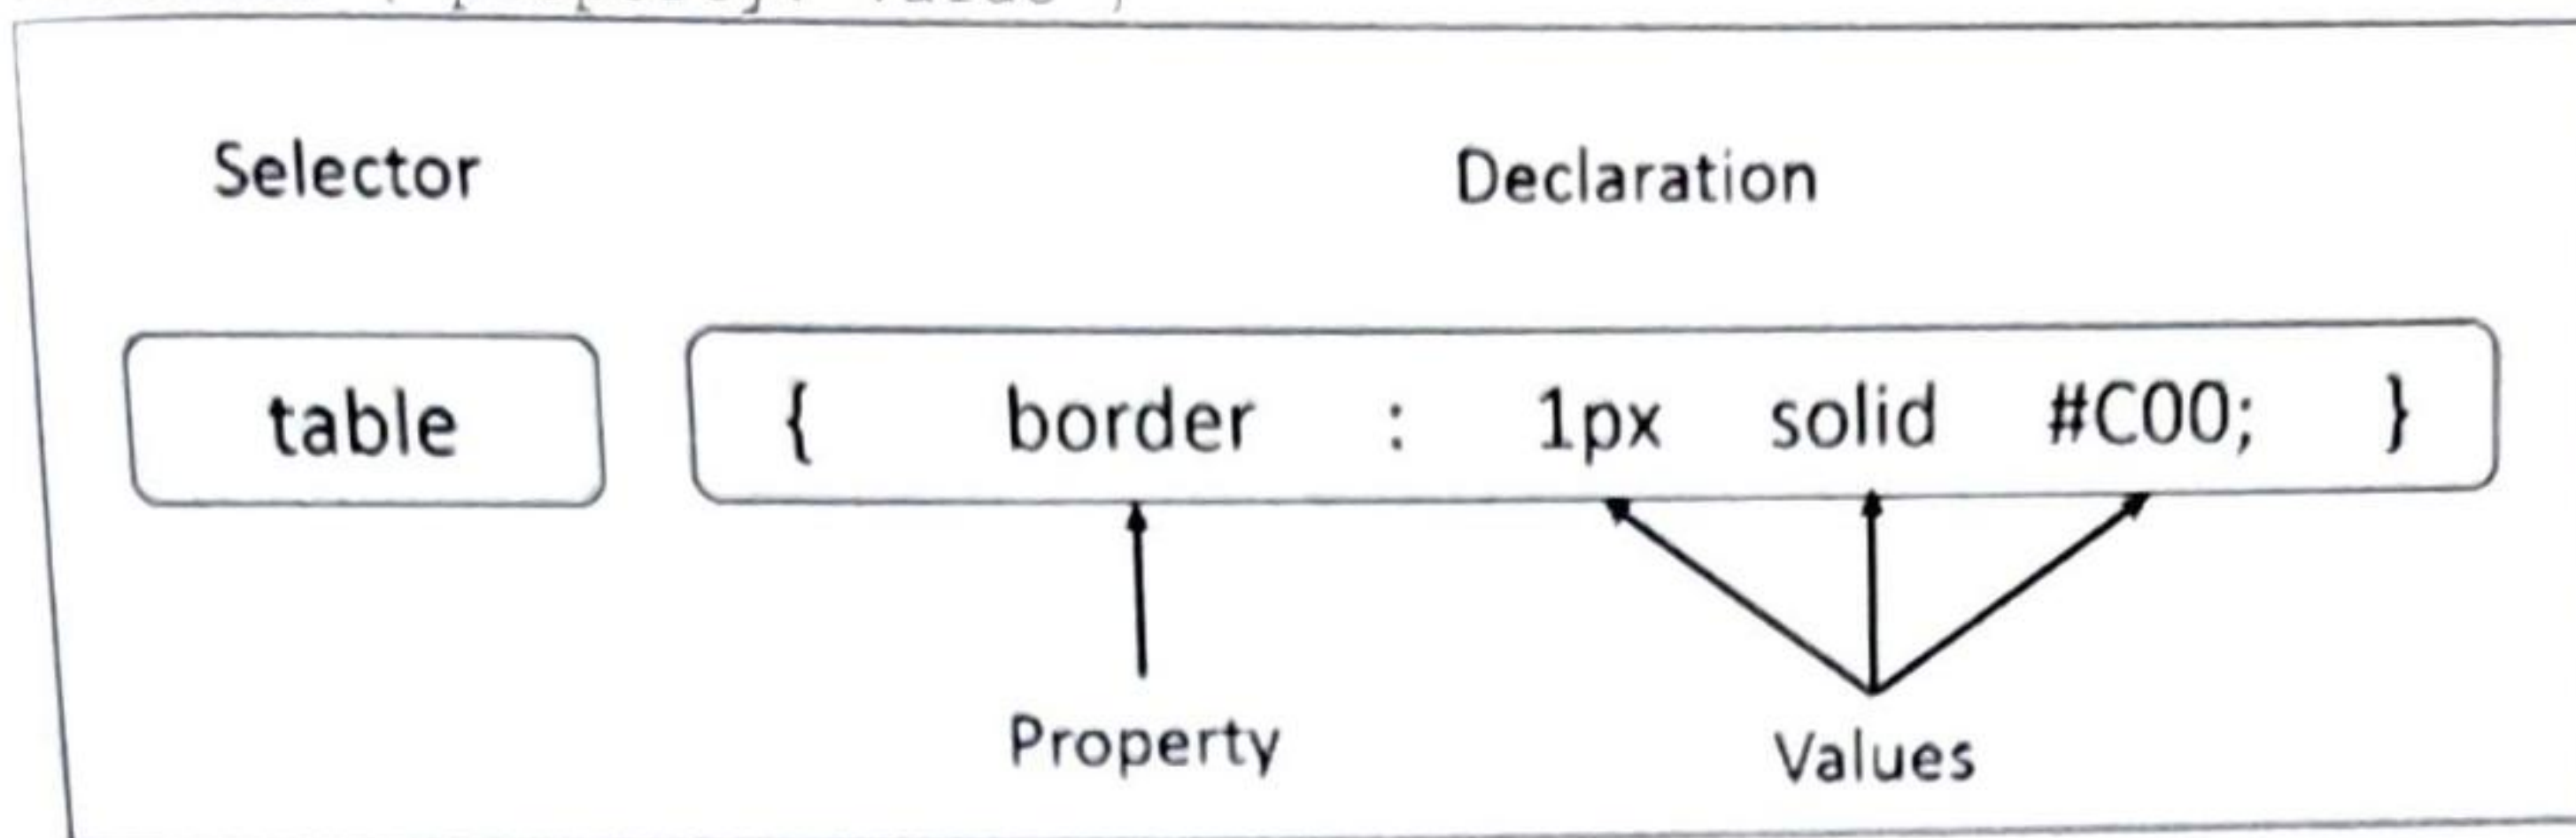 Selector Declaration
table { border : 1px solid #C00; }
Property Values